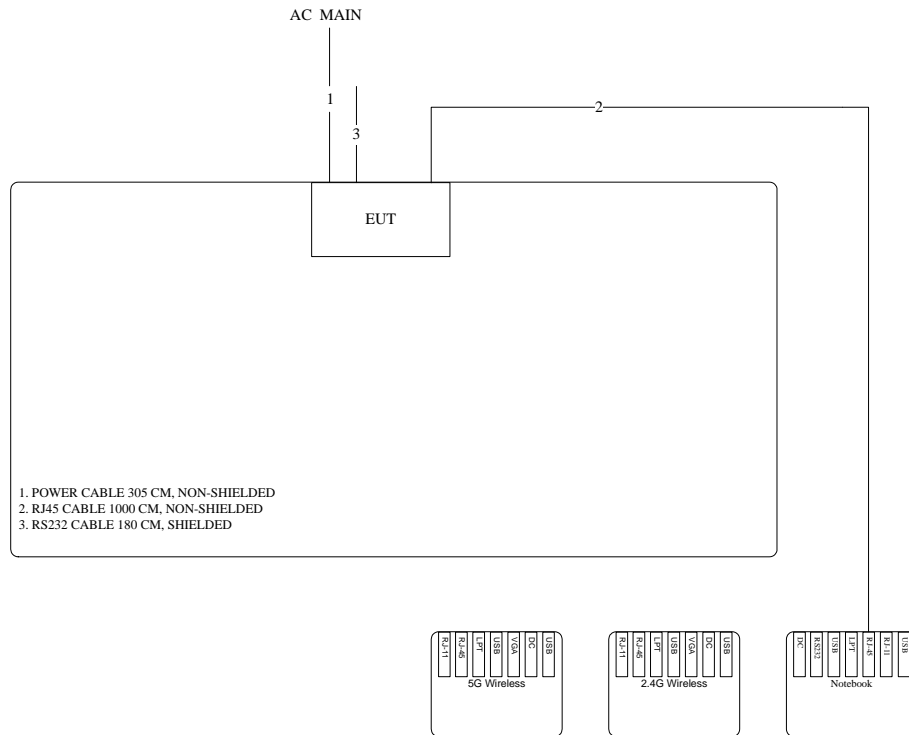 AC MAIN
1
3
2
EUT
1. POWER CABLE 305 CM, NON-SHIELDED
2. RJ45 CABLE 1000 CM, NON-SHIELDED
3. RS232 CABLE 180 CM, SHIELDED
RJ-11
RJ-45
LPT
USB
VGA
DC
USB
5G Wireless
RJ-11
RJ-45
LPT
USB
VGA
DC
USB
2.4G Wireless
DC
RS232
USB
LPT
RJ-45
RJ-11
USB
Notebook